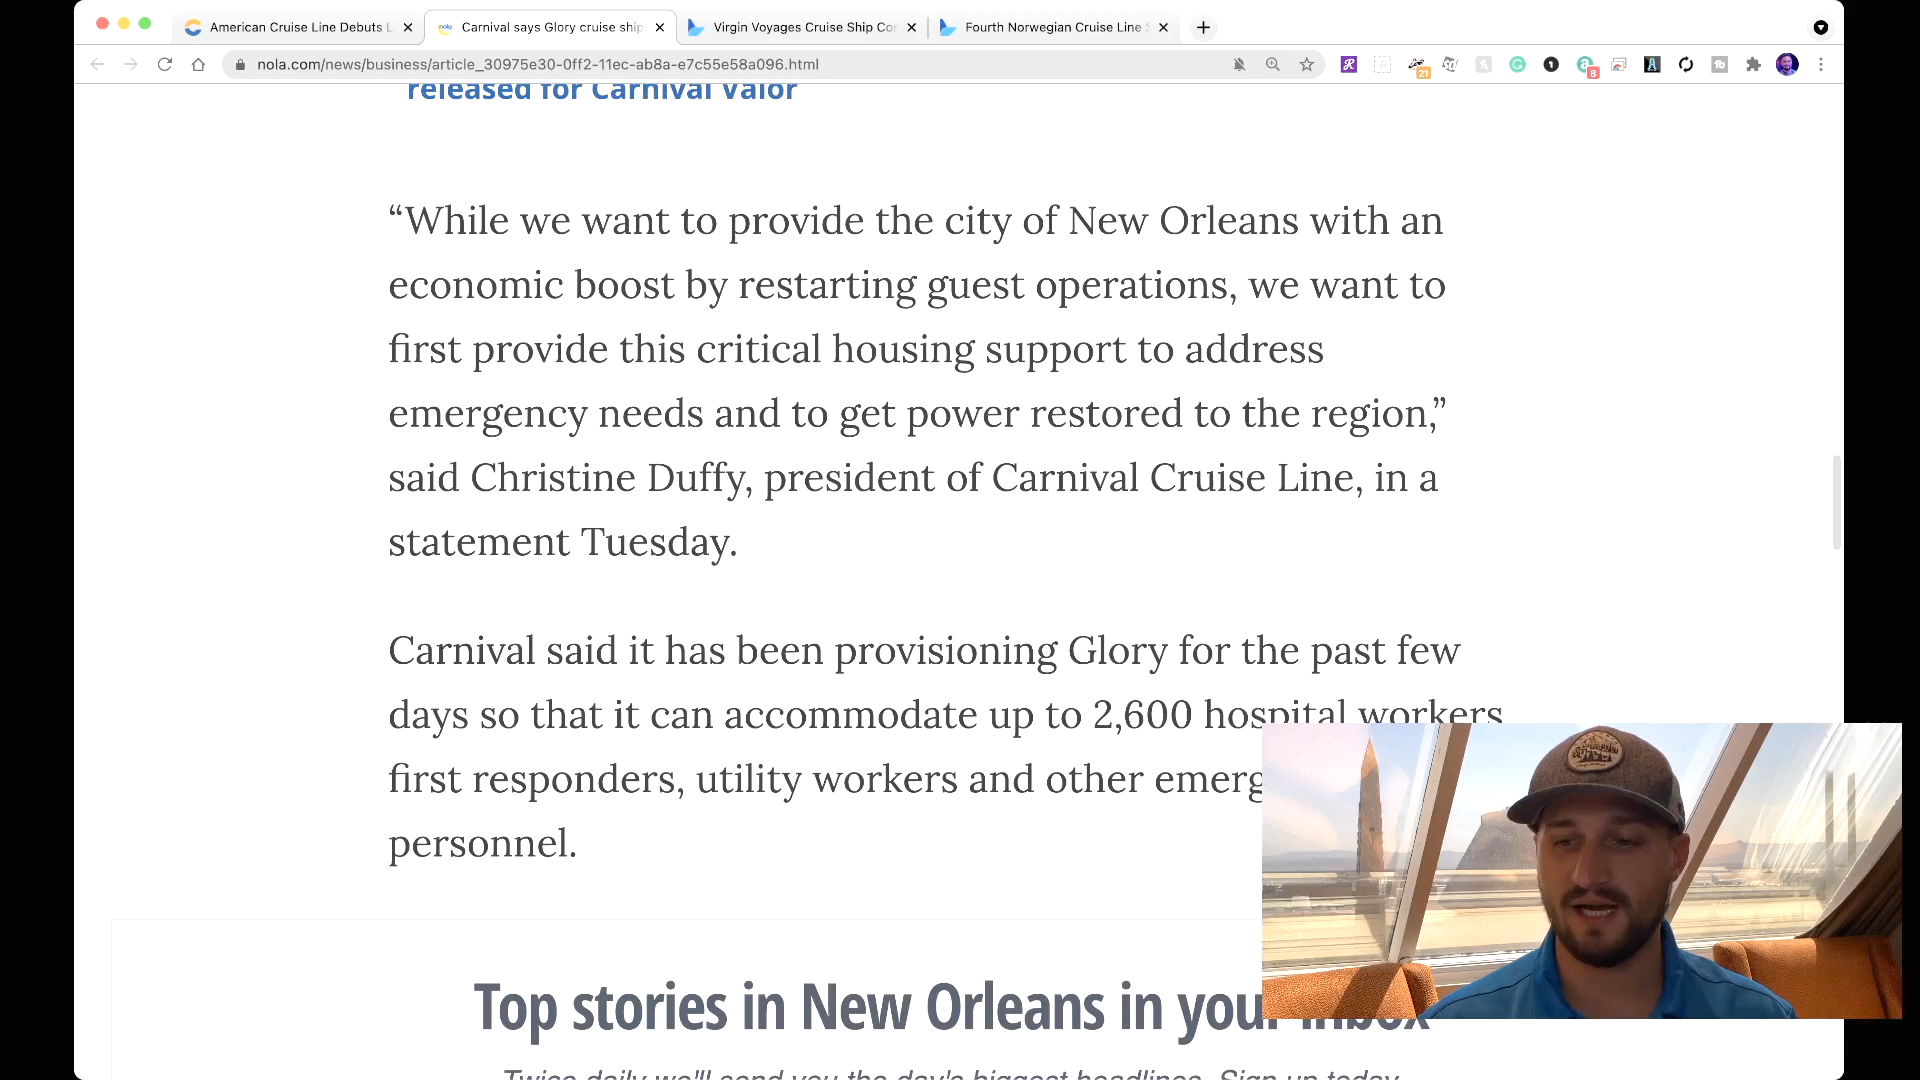 American Cruise Line Debuts L
Carnival says Glory cruise ship
Virgin Voyages Cruise Ship Cor
Fourth Norwegian Cruise Line S
nola.com/news/business/article_30975e30-0ff2-11ec-ab8a-e7c55e58a096.html
21
8
released for Carnival Valor
“While we want to provide the city of New Orleans with an
economic boost by restarting guest operations, we want to
first provide this critical housing support to address
emergency needs and to get power restored to the region,”
said Christine Duffy, president of Carnival Cruise Line, in a
statement Tuesday.
Carnival said it has been provisioning Glory for the past few
days so that it can accommodate up to 2,600 hospital workers
first responders, utility workers and other emerg
personnel.
Top stories in New Orleans in your inbox
Twice daily we'll send you the day's biggest headlines. Sign up today.